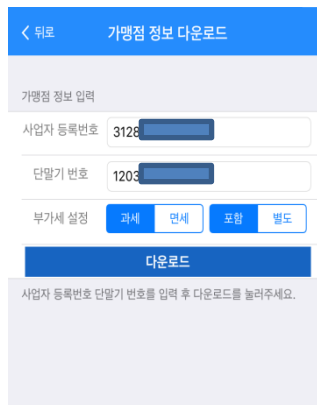 뒤로 가맹점 정보 다운로드
가맹점 정보 입력
사업자 등록번호 3128
단말기 번호 1203
부가세 설정 과세 면세 포함 별도
다운로드
사업자 등록번호 단말기 번호를 입력 후 다운로드를 눌러주세요.